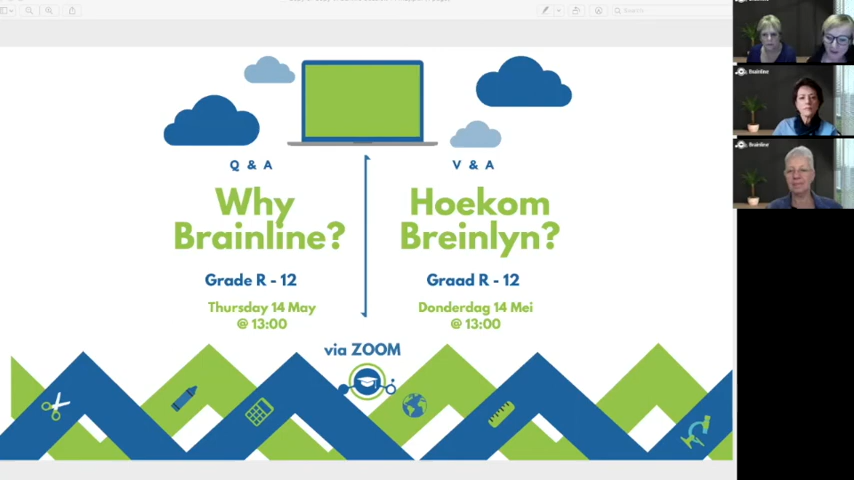 Search
Q & A
Why
Brainline?
Grade R - 12
Thursday 14 May
@ 13:00
V & A
Hoekom
Breinlyn?
Graad R - 12
Donderdag 14 Mei
@ 13:00
via ZOOM
Brainline
Brainline